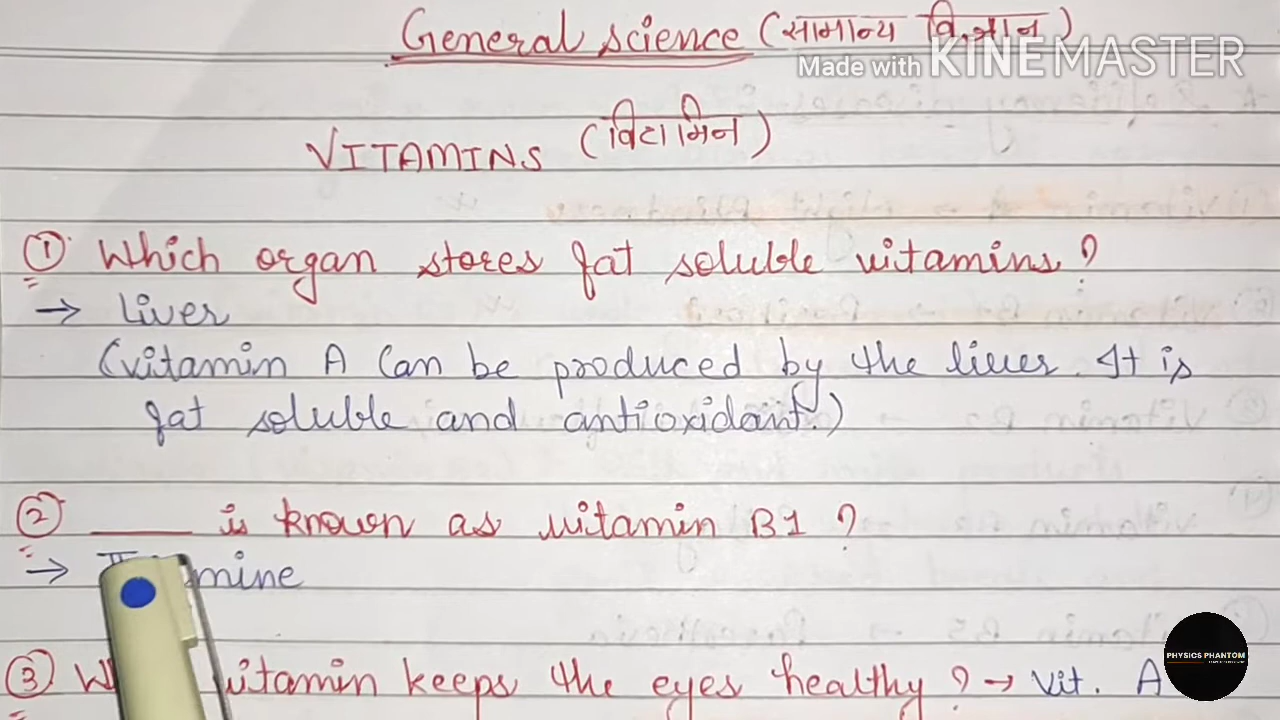 General science (सामान्य विज्ञान)
Made with KINEMASTER
VITAMINS (विटामिन)
① Which organ stores fat soluble vitamins?
→ Liver
(vitamin A can be produced by the liver. It is
fat soluble and antioxidant.)
② ____ is known as vitamin B1 ?
→ mine
③ vitamin keeps the eyes healthy ? → Vit. A
PHYSICS PHANTOM